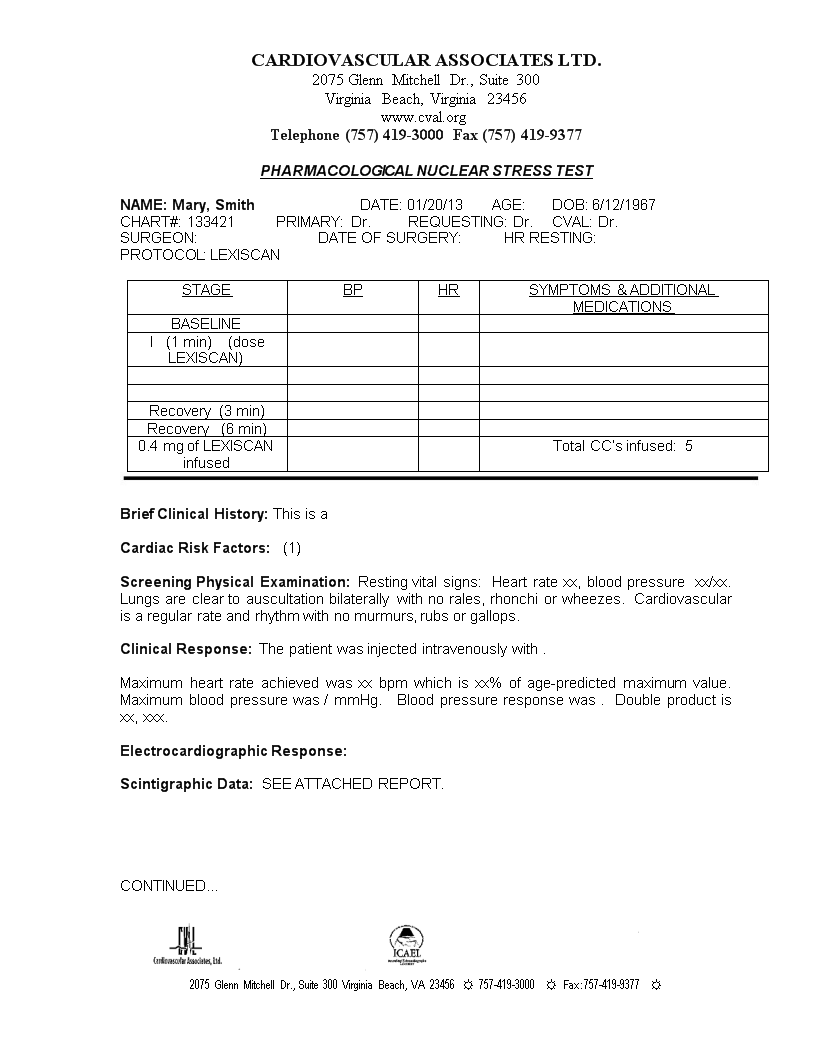 CARDIOVASCULAR ASSOCIATES LTD.
2075 Glenn Mitchell Dr., Suite 300
Virginia Beach, Virginia 23456
www.cval.org
Telephone (757) 419-3000 Fax (757) 419-9377
PHARMACOLOGICAL NUCLEAR STRESS TEST
NAME: Mary, Smith DATE: 01/20/13 AGE: DOB: 6/12/1967
CHART#: 133421 PRIMARY: Dr. REQUESTING: Dr. CVAL: Dr.
SURGEON: DATE OF SURGERY: HR RESTING:
PROTOCOL: LEXISCAN
STAGE BP HR SYMPTOMS & ADDITIONAL
MEDICATIONS
BASELINE
I (1 min) (dose
LEXISCAN)
Recovery (3 min)
Recovery (6 min)
0.4 mg of LEXISCAN Total CC's infused: 5
infused
Brief Clinical History: This is a
Cardiac Risk Factors: (1)
Screening Physical Examination: Resting vital signs: Heart rate xx, blood pressure xx/xx.
Lungs are clear to auscultation bilaterally with no rales, rhonchi or wheezes. Cardiovascular
is a regular rate and rhythm with no murmurs, rubs or gallops.
Clinical Response: The patient was injected intravenously with .
Maximum heart rate achieved was xx bpm which is xx% of age-predicted maximum value.
Maximum blood pressure was / mmHg. Blood pressure response was . Double product is
xx, xxx.
Electrocardiographic Response:
Scintigraphic Data: SEE ATTACHED REPORT.
CONTINUED...
Cardiovascular Associates, Ltd.
ICAEL
2075 Glenn Mitchell Dr., Suite 300 Virginia Beach, VA 23456 ☼ 757-419-3000 ☼ Fax:757-419-9377 ☼